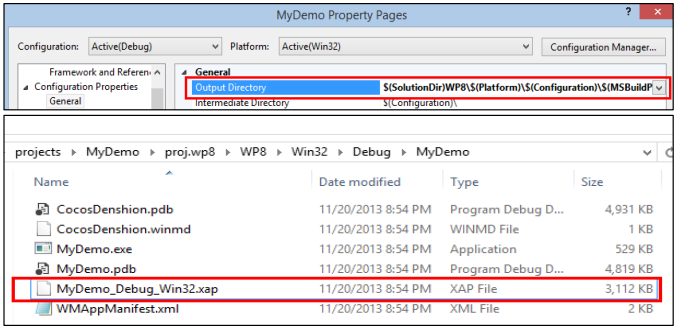 MyDemo Property Pages ? x
Configuration: Active(Debug) Platform: Active(Win32) Configuration Manager...
Framework and Referen
Configuration Properties
General
General
Output Directory $(SolutionDir)WP8\$(Platform)\$(Configuration)\$(MSBuildP
Intermediate Directory $(Configuration)\
projects MyDemo proj.wp8 WP8 Win32 Debug MyDemo
Name Date modified Type Size
CocosDenshion.pdb 11/20/2013 8:54 PM Program Debug D... 4,931 KB
CocosDenshion.winmd 11/20/2013 8:54 PM WINMD File 1 KB
MyDemo.exe 11/20/2013 8:54 PM Application 529 KB
MyDemo.pdb 11/20/2013 8:54 PM Program Debug D... 4,819 KB
MyDemo_Debug_Win32.xap 11/20/2013 8:54 PM XAP File 3,112 KB
WMAppManifest.xml 11/20/2013 8:54 PM XML File 2 KB